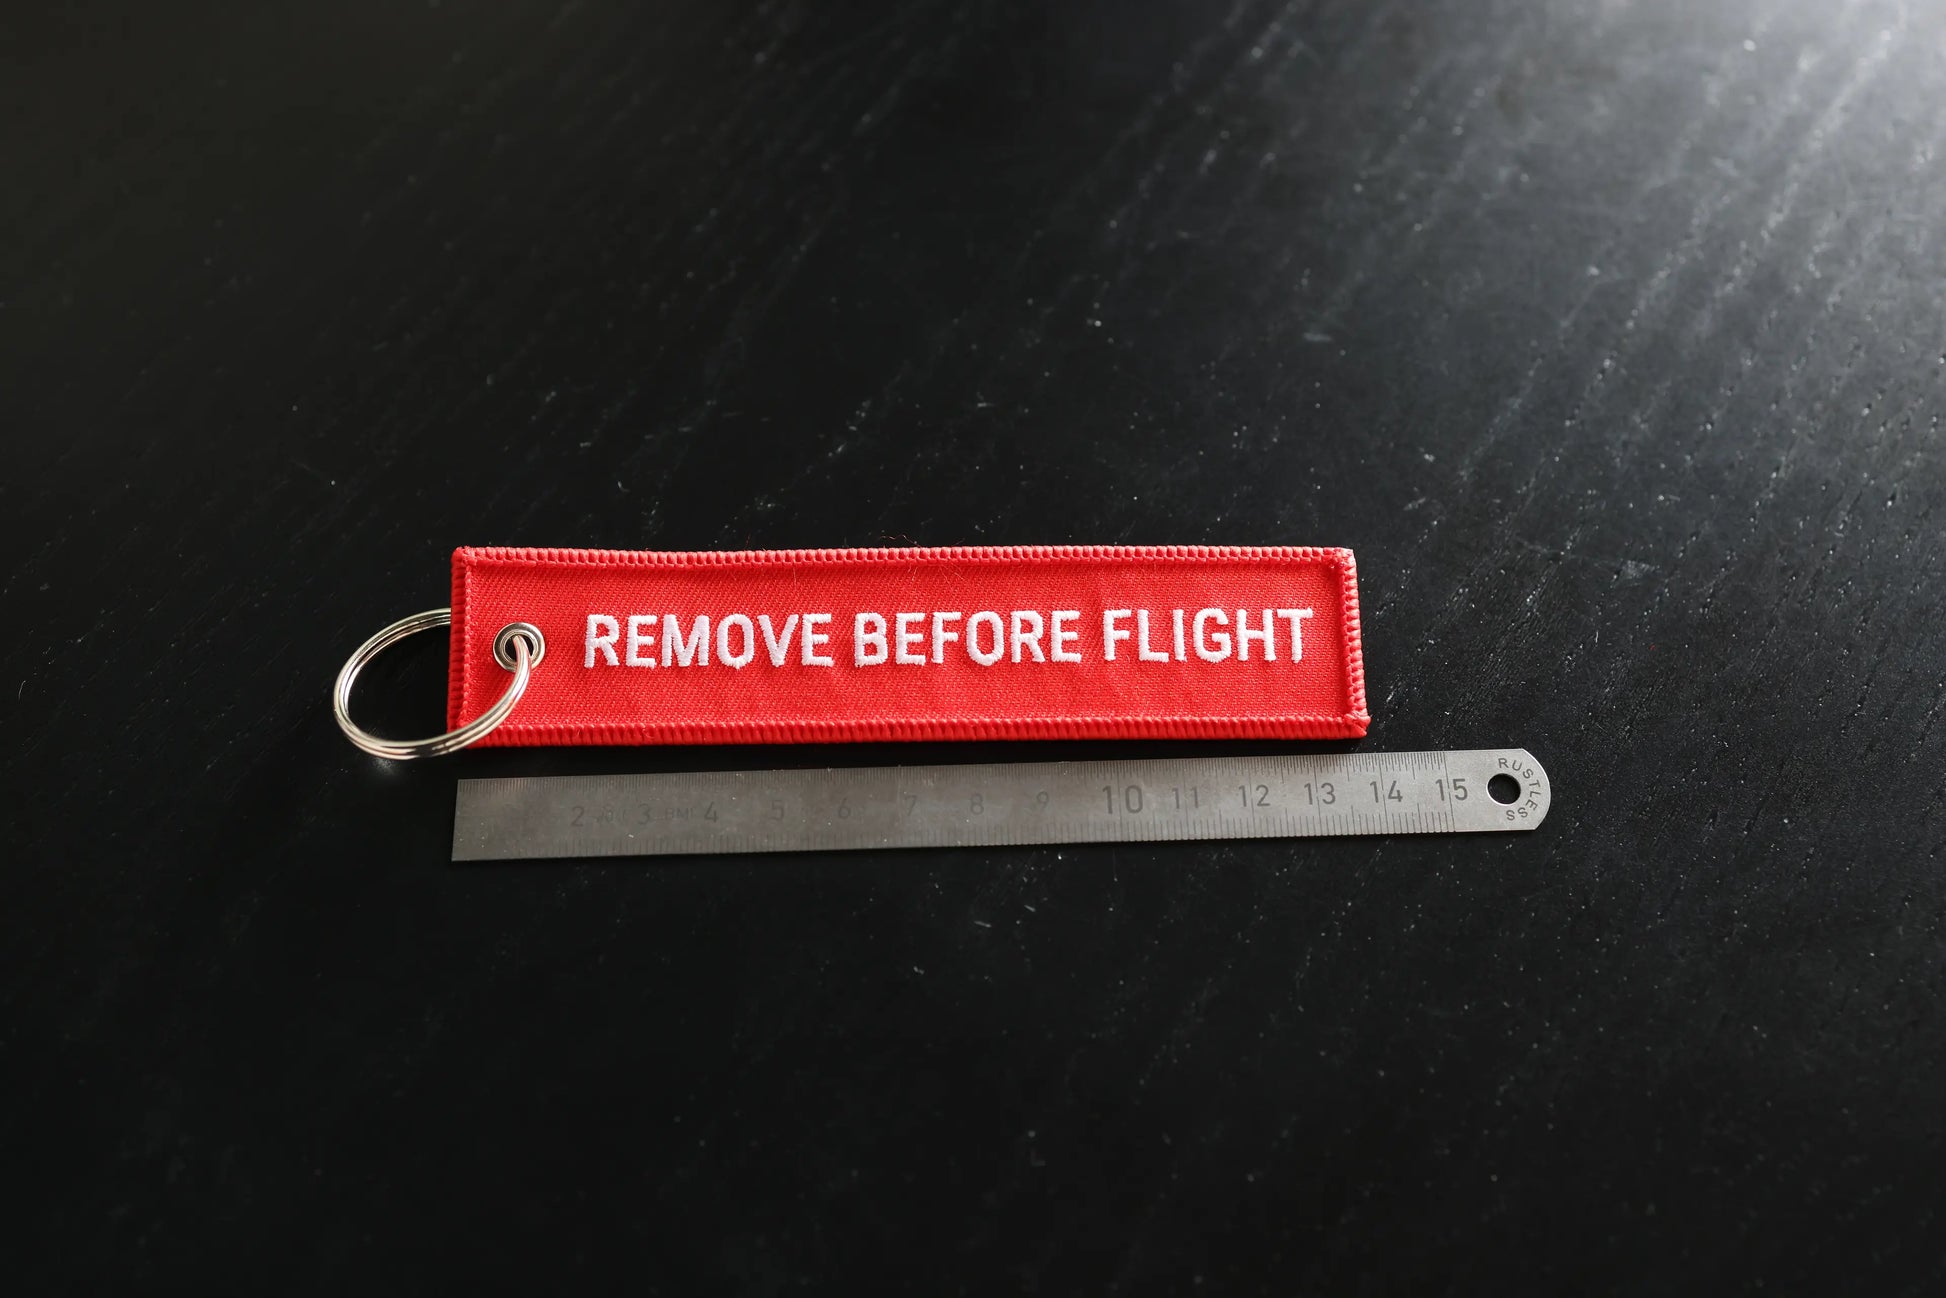 REMOVE BEFORE FLIGHT
2 3 4 5 6 7 8 9 10 11 12 13 14 15
RUSTLESS